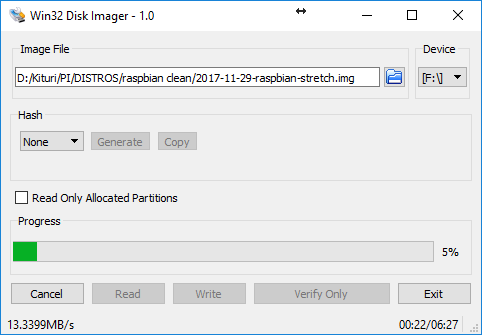 Win32 Disk Imager - 1.0
Image File
Device
D:/Kituri/PI/DISTROS/raspbian clean/2017-11-29-raspbian-stretch.img
[F:\]
Hash
None
Generate
Copy
Read Only Allocated Partitions
Progress
5%
Cancel
Read
Write
Verify Only
Exit
13.3399MB/s
00:22/06:27